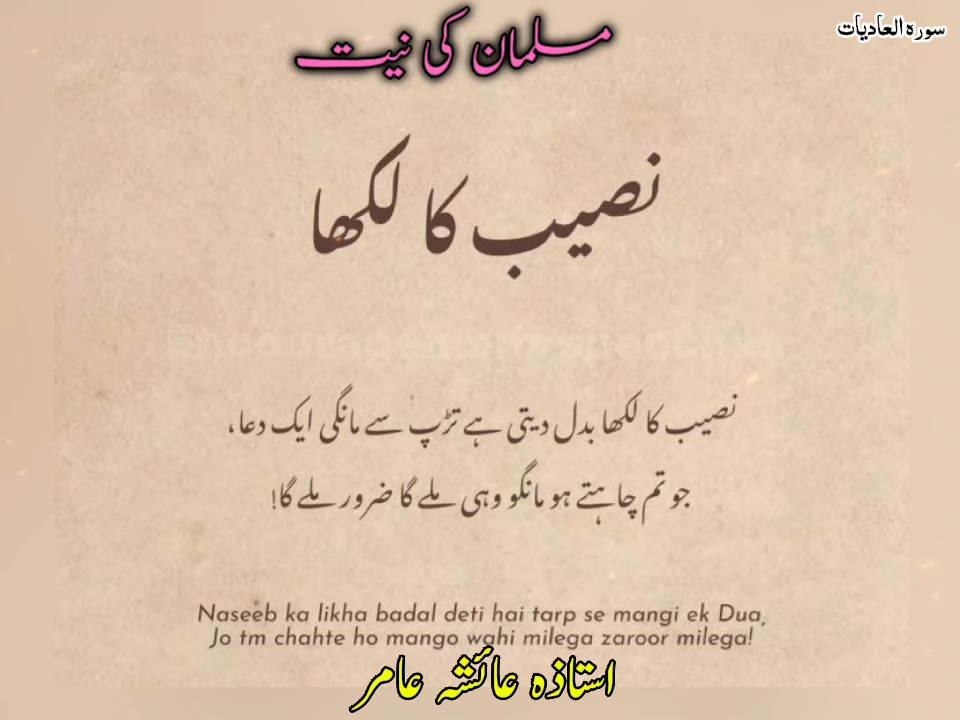 سورہ العادیات
مسلمان کی نیت
نصیب کا لکھا
نصیب کا لکھا بدل دیتی ہے تڑپ سے مانگی ایک دعا،
جو تم چاہتے ہو مانگو وہی ملے گا ضرور ملے گا!
Naseeb ka likha badal deti hai tarp se mangi ek Dua,
Jo tm chahte ho mango wahi milega zaroor milega!
استاذہ عائشہ عامر